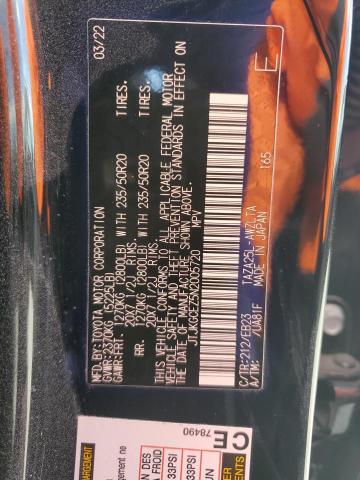 MFD.BY:TOYOTA MOTOR CORPORATION 03/22
GVWR:2370KG (5225LB)
GAWR:FRT. 1270KG (2800LB) WITH 235/50R20 TIRES.
20X7 1/2J RIMS.
RR. 1270KG (2800LB) WITH 235/50R20 TIRES.
20X7 1/2J RIMS.
THIS VEHICLE CONFORMS TO ALL APPLICABLE FEDERAL MOTOR
VEHICLE SAFETY AND THEFT PREVENTION STANDARDS IN EFFECT ON
THE DATE OF MANUFACTURE SHOWN ABOVE.
MPV
C/TR:212/EB23 TAZA25L-AWZLTA 165
A/TM: /UA81F MADE IN JAPAN
E
CE
78490
33PSI
33PSI